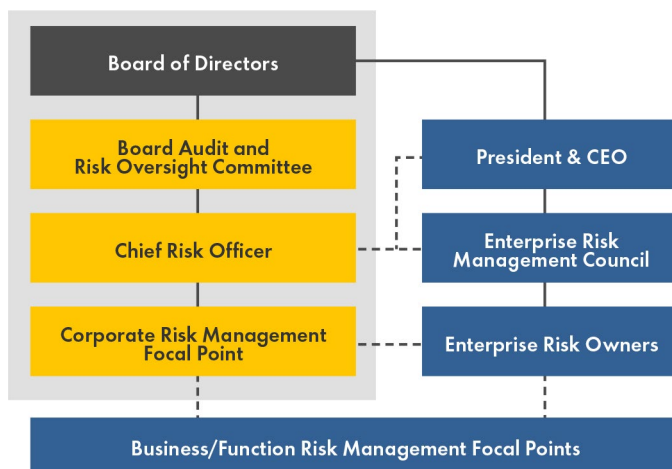 Board of Directors
Board Audit and
Risk Oversight Committee
President & CEO
Chief Risk Officer
Enterprise Risk
Management Council
Corporate Risk Management
Focal Point
Enterprise Risk Owners
Business/Function Risk Management Focal Points